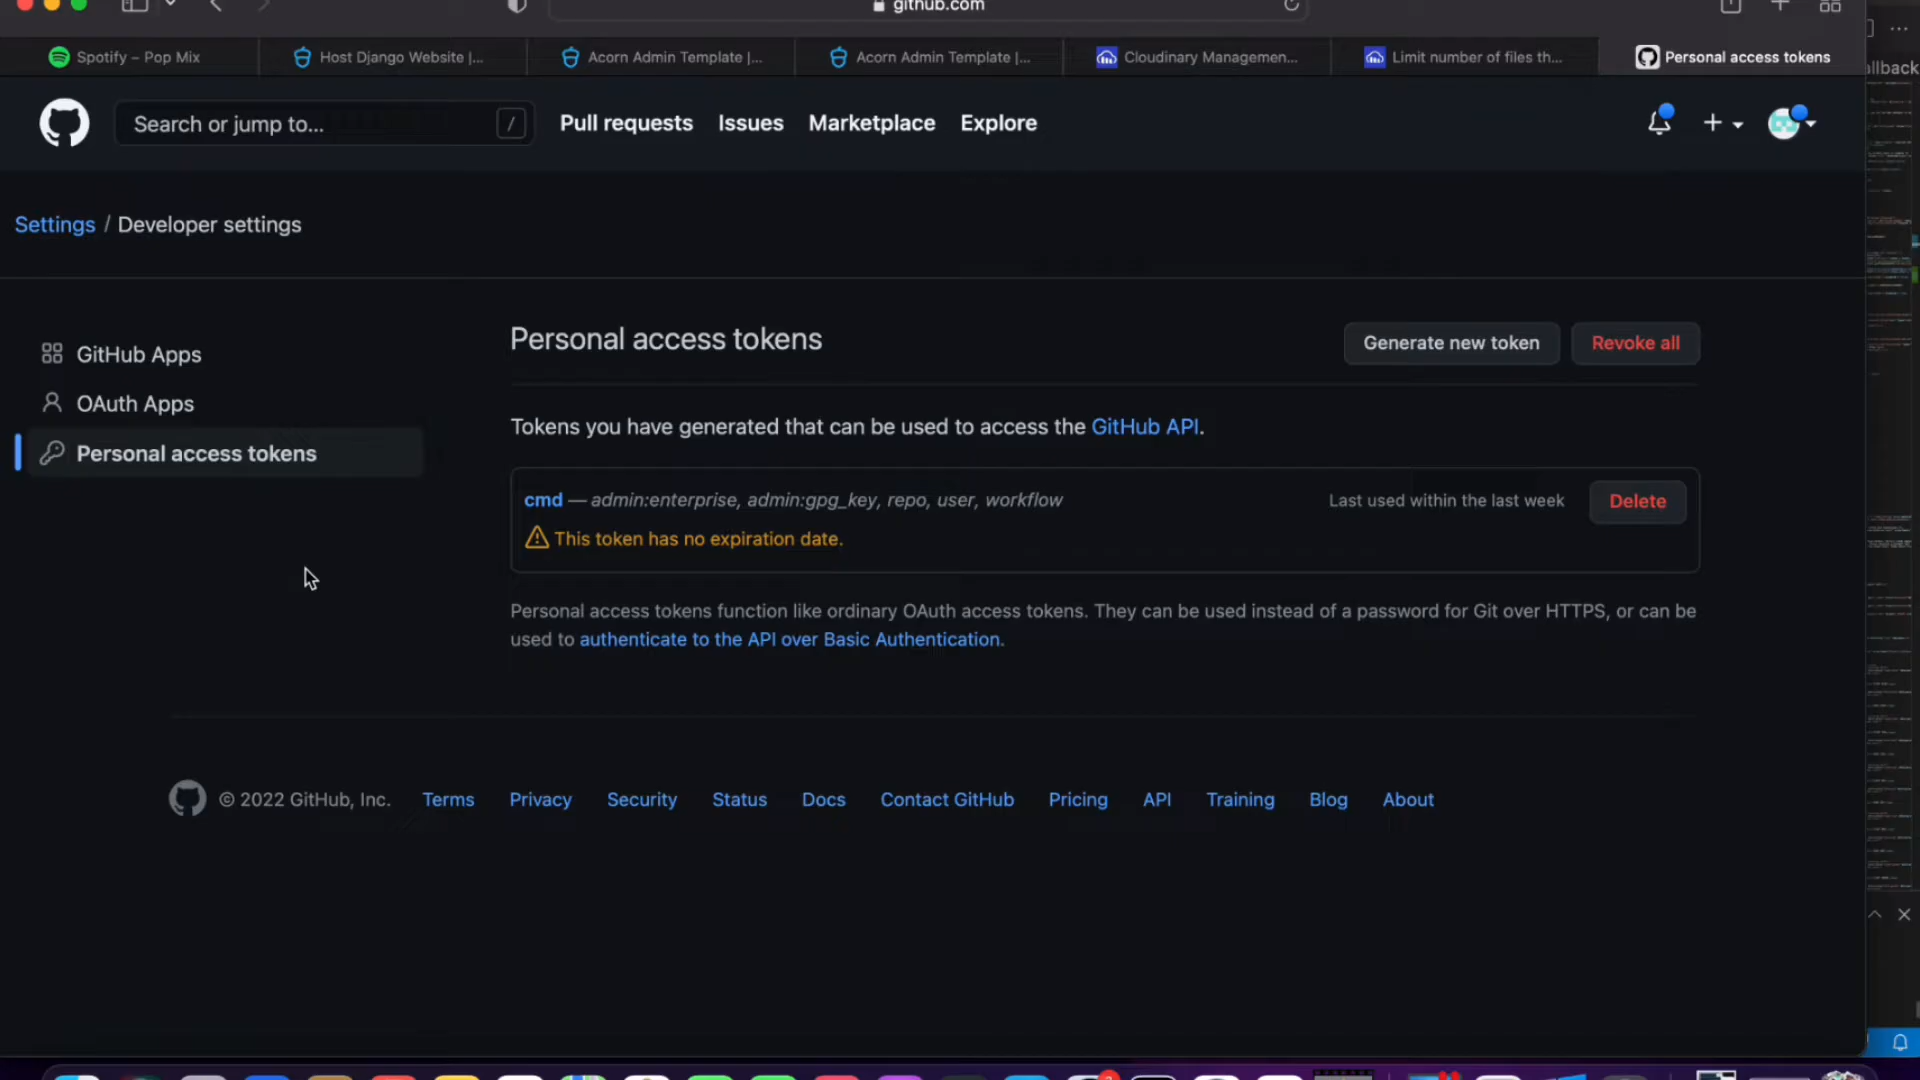 github.com
Spotify – Pop Mix
Host Django Website |...
Acorn Admin Template |...
Acorn Admin Template |...
Cloudinary Managemen...
Limit number of files th...
Personal access tokens
allback
Search or jump to...
/
Pull requests
Issues
Marketplace
Explore
Settings / Developer settings
GitHub Apps
OAuth Apps
Personal access tokens
Personal access tokens
Generate new token
Revoke all
Tokens you have generated that can be used to access the GitHub API.
cmd — admin:enterprise, admin:gpg_key, repo, user, workflow
Last used within the last week
Delete
This token has no expiration date.
Personal access tokens function like ordinary OAuth access tokens. They can be used instead of a password for Git over HTTPS, or can be
used to authenticate to the API over Basic Authentication.
© 2022 GitHub, Inc.
Terms
Privacy
Security
Status
Docs
Contact GitHub
Pricing
API
Training
Blog
About